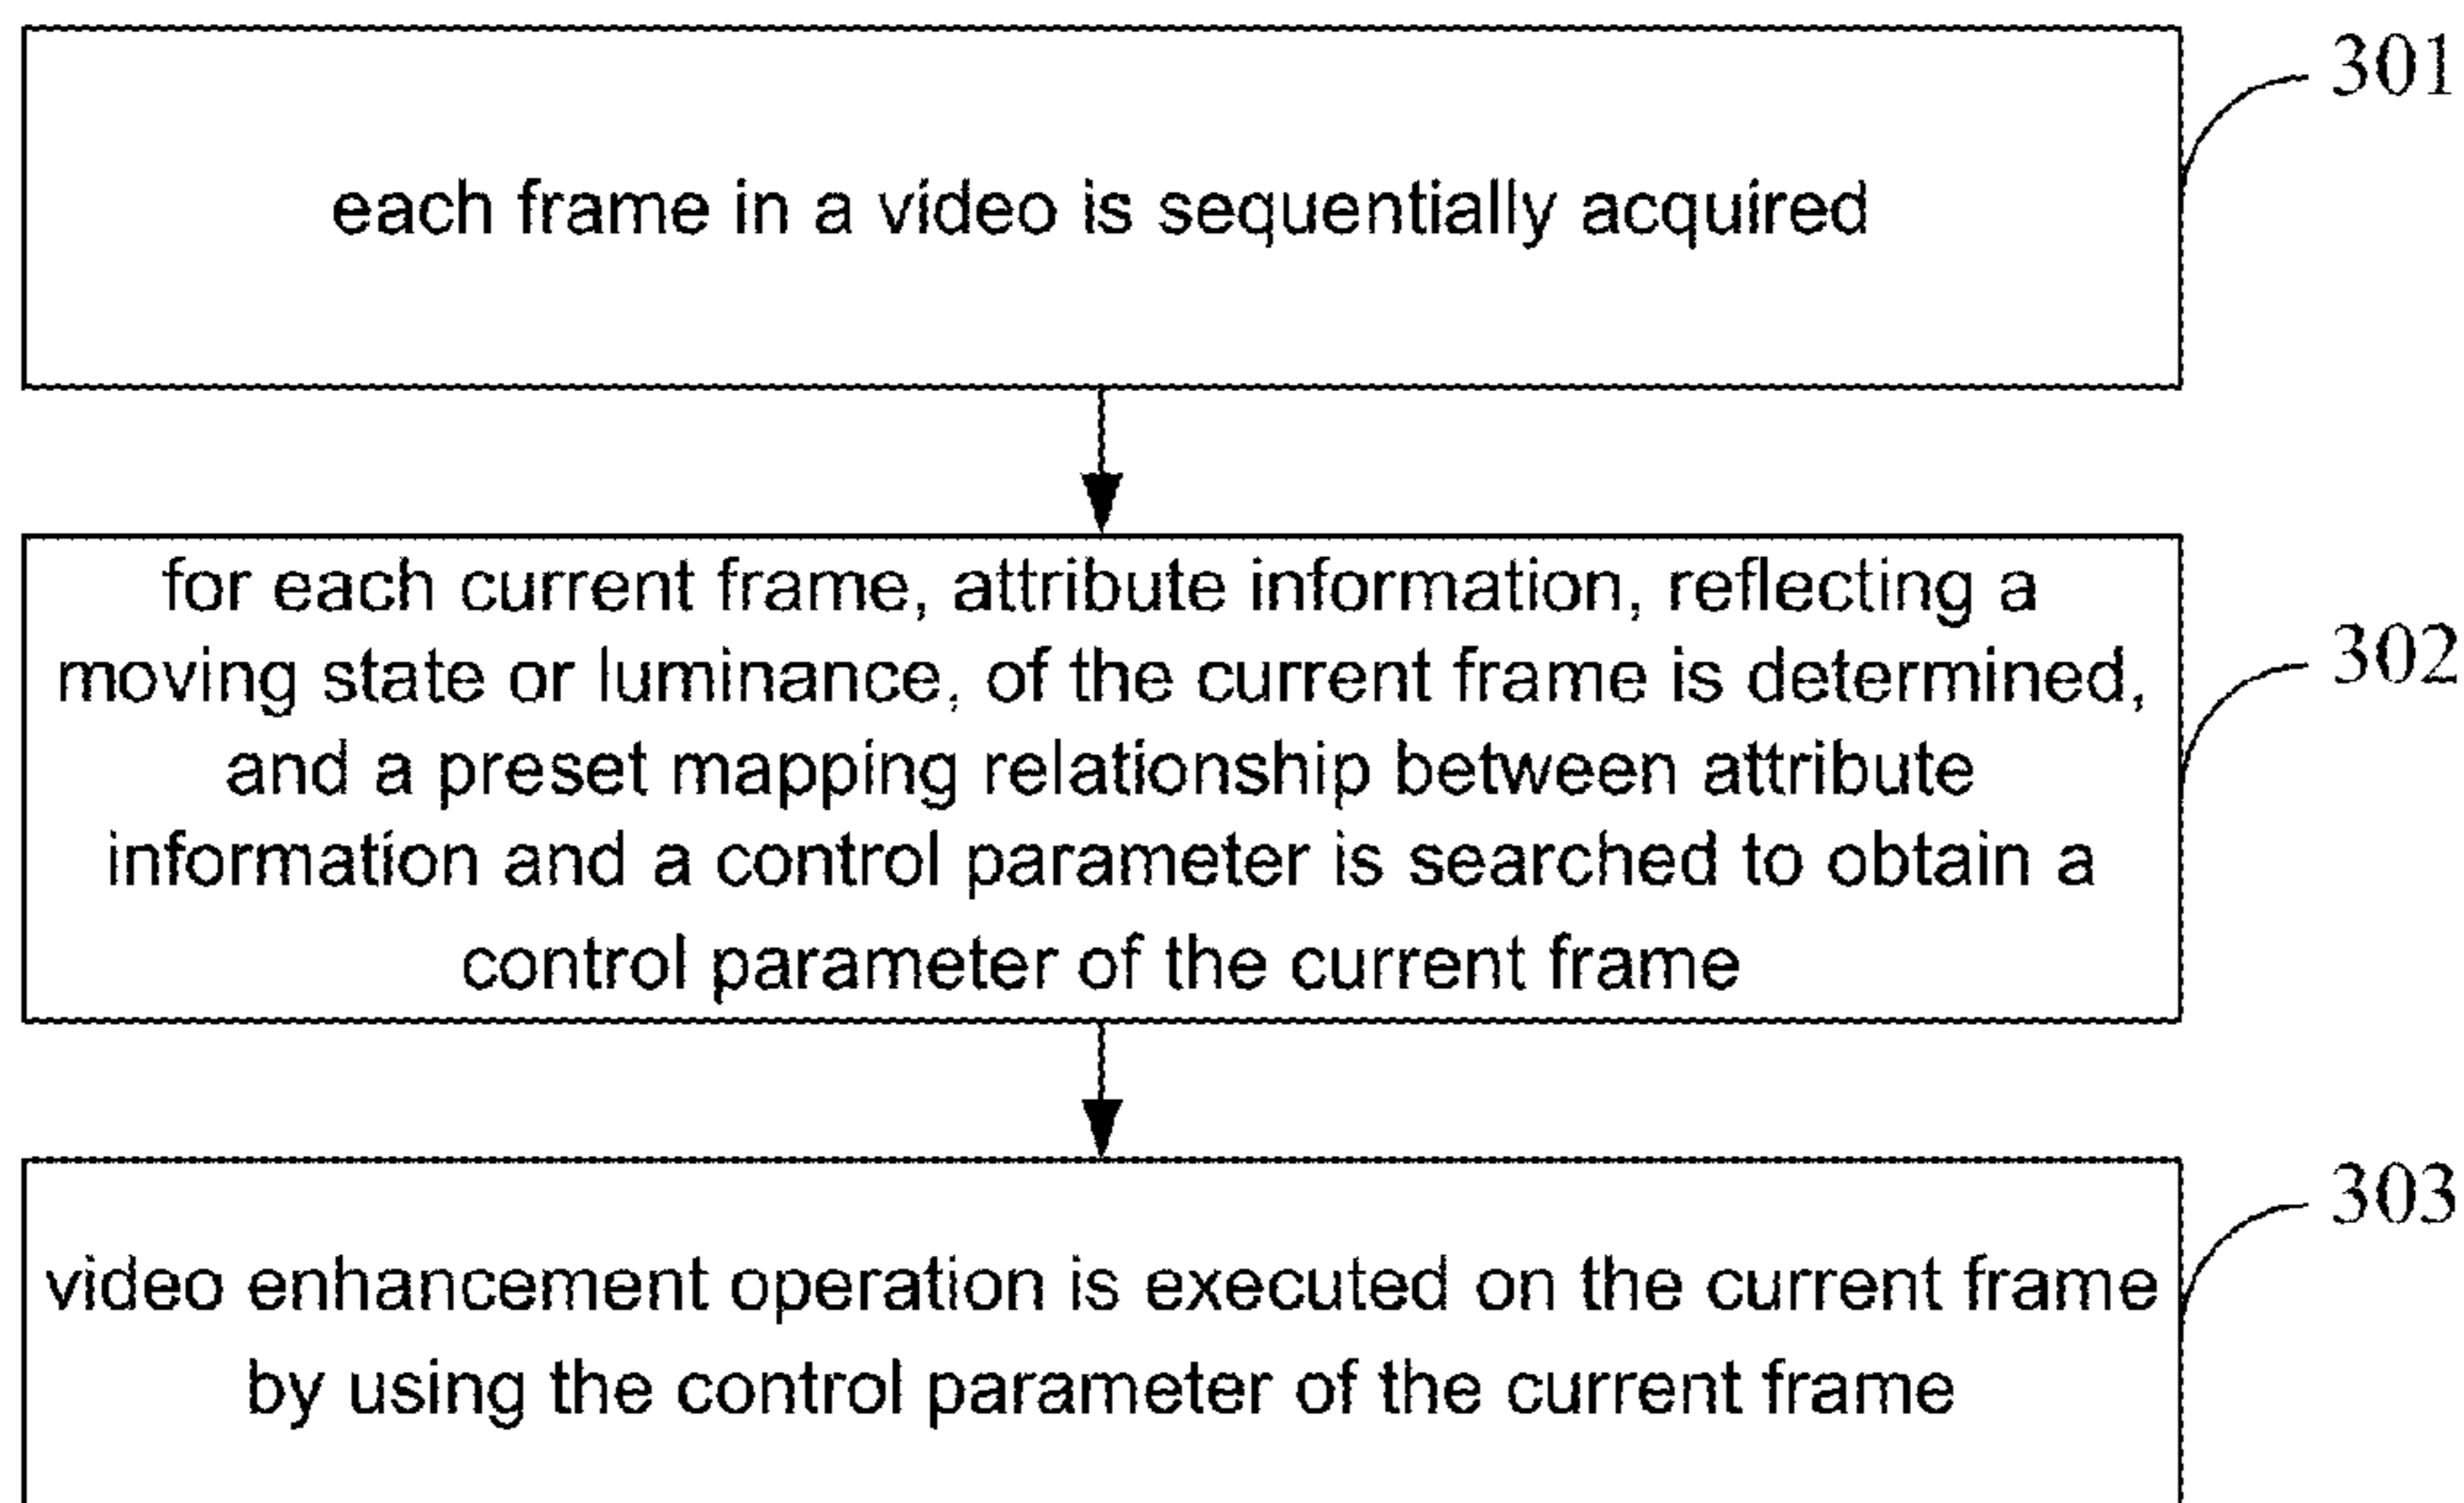 301
each frame in a video is sequentially acquired
for each current frame, attribute information, reflecting a
moving state or luminance, of the current frame is determined,
302
and a preset mapping relationship between attribute
information and a control parameter is searched to obtain a
control parameter of the current frame
303
video enhancement operation is executed on the current frame
by using the control parameter of the current frame